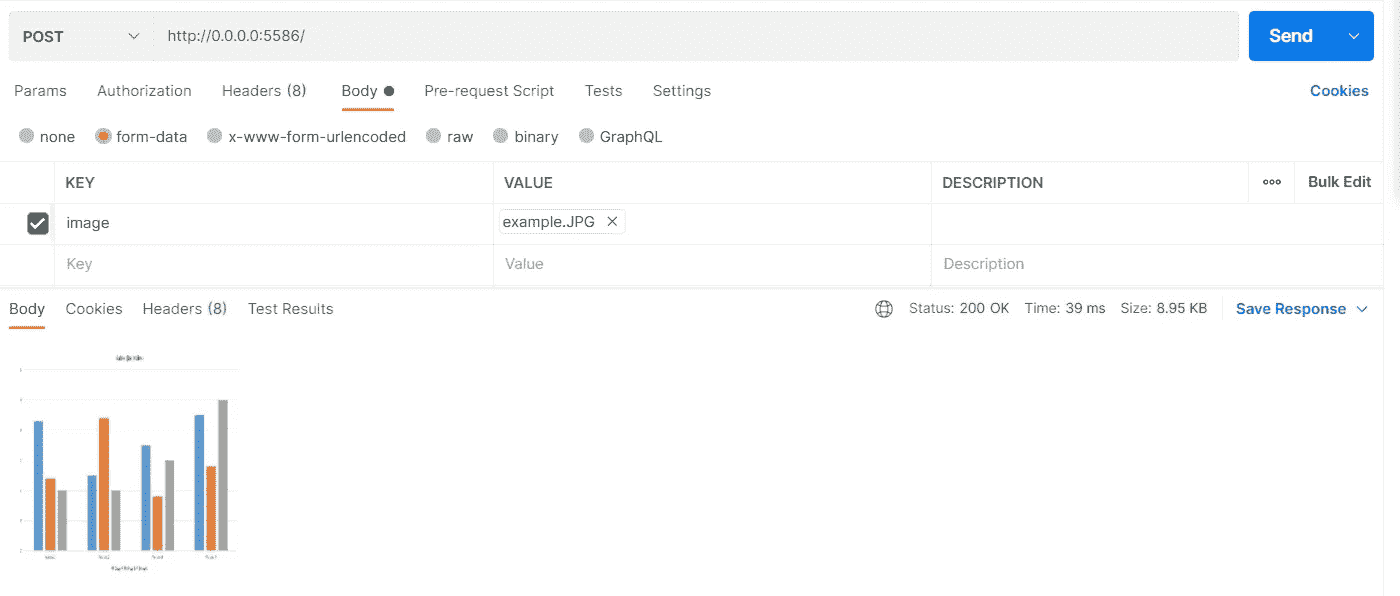 POST http://0.0.0.0:5586/ Send
Params Authorization Headers (8) Body Pre-request Script Tests Settings Cookies
none form-data x-www-form-urlencoded raw binary GraphQL
KEY VALUE DESCRIPTION ooo Bulk Edit
image example.JPG
Key Value Description
Body Cookies Headers (8) Test Results Status: 200 OK Time: 39 ms Size: 8.95 KB Save Response